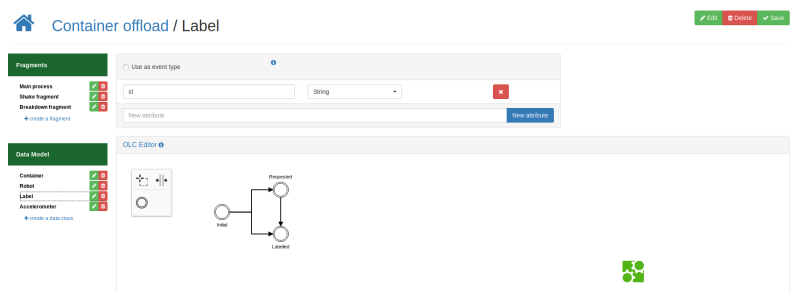 Container offload / Label
Edit Delete Save
Fragments
Main process
Shake fragment
Breakdown fragment
+ create a fragment
Data Model
Container
Robot
Label
Accelerometer
+ create a data class
Use as event type
id String
New attribute New attribute
OLC Editor
Requested
Initial
Labeled